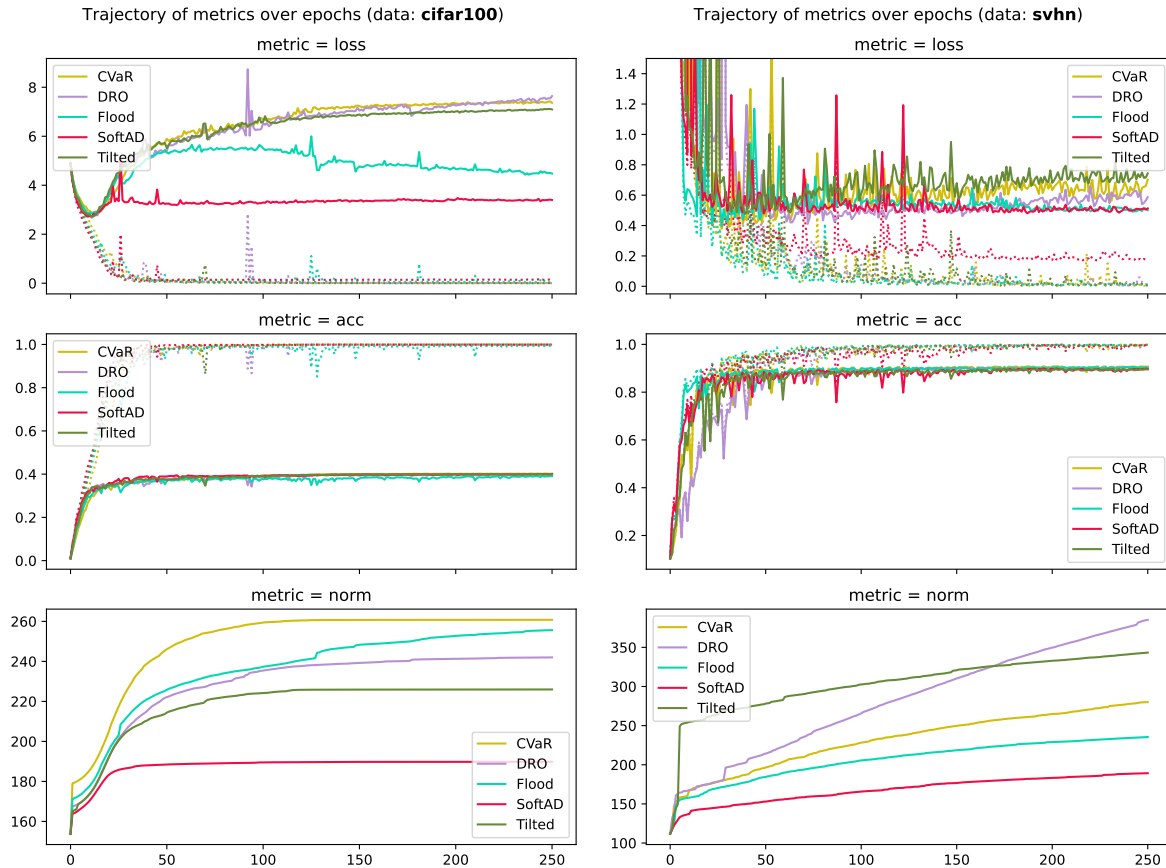 Trajectory of metrics over epochs (data: cifar100)
metric = loss
8
6
4
2
0
CVaR
DRO
Flood
SoftAD
Tilted
metric = acc
1.0
0.8
0.6
0.4
0.2
0.0
CVaR
DRO
Flood
SoftAD
Tilted
metric = norm
260
240
220
200
180
160
CVaR
DRO
Flood
SoftAD
Tilted
0 50 100 150 200 250
Trajectory of metrics over epochs (data: svhn)
metric = loss
1.4
1.2
1.0
0.8
0.6
0.4
0.2
0.0
CVaR
DRO
Flood
SoftAD
Tilted
metric = acc
1.0
0.8
0.6
0.4
0.2
CVaR
DRO
Flood
SoftAD
Tilted
metric = norm
350
300
250
200
150
100
CVaR
DRO
Flood
SoftAD
Tilted
0 50 100 150 200 250